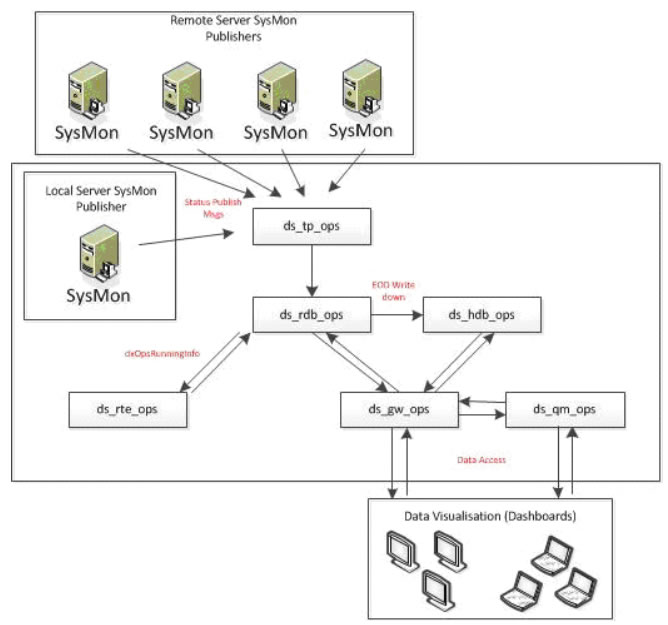 Remote Server SysMon
Publishers
SysMon
SysMon
SysMon
SysMon
Local Server SysMon
Publisher
SysMon
Status Publish
Msgs
ds_tp_ops
EOD Write
down
ds_rdb_ops
ds_hdb_ops
dxOpsRunningInfo
ds_rte_ops
ds_gw_ops
ds_qm_ops
Data Access
Data Visualisation (Dashboards)